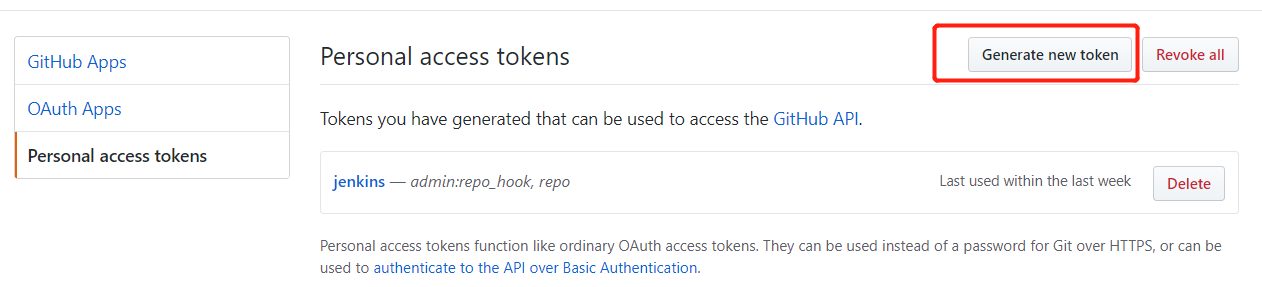 GitHub Apps
OAuth Apps
Personal access tokens
Personal access tokens
Generate new token
Revoke all
Tokens you have generated that can be used to access the GitHub API.
jenkins — admin:repo_hook, repo
Last used within the last week
Delete
Personal access tokens function like ordinary OAuth access tokens. They can be used instead of a password for Git over HTTPS, or can be
used to authenticate to the API over Basic Authentication.